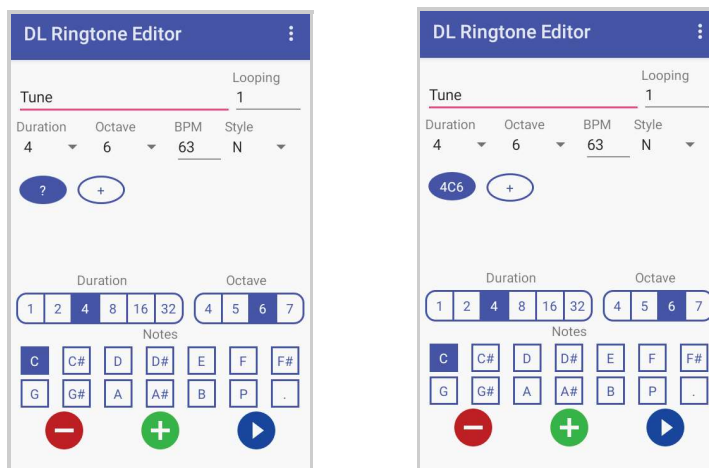 DL Ringtone Editor
Looping
Tune 1
Duration Octave BPM Style
4 6 63 N
? +
Duration Octave
1 2 4 8 16 32 4 5 6 7
Notes
C C# D D# E F F#
G G# A A# B P .
DL Ringtone Editor
Looping
Tune 1
Duration Octave BPM Style
4 6 63 N
4C6 +
Duration Octave
1 2 4 8 16 32 4 5 6 7
Notes
C C# D D# E F F#
G G# A A# B P .